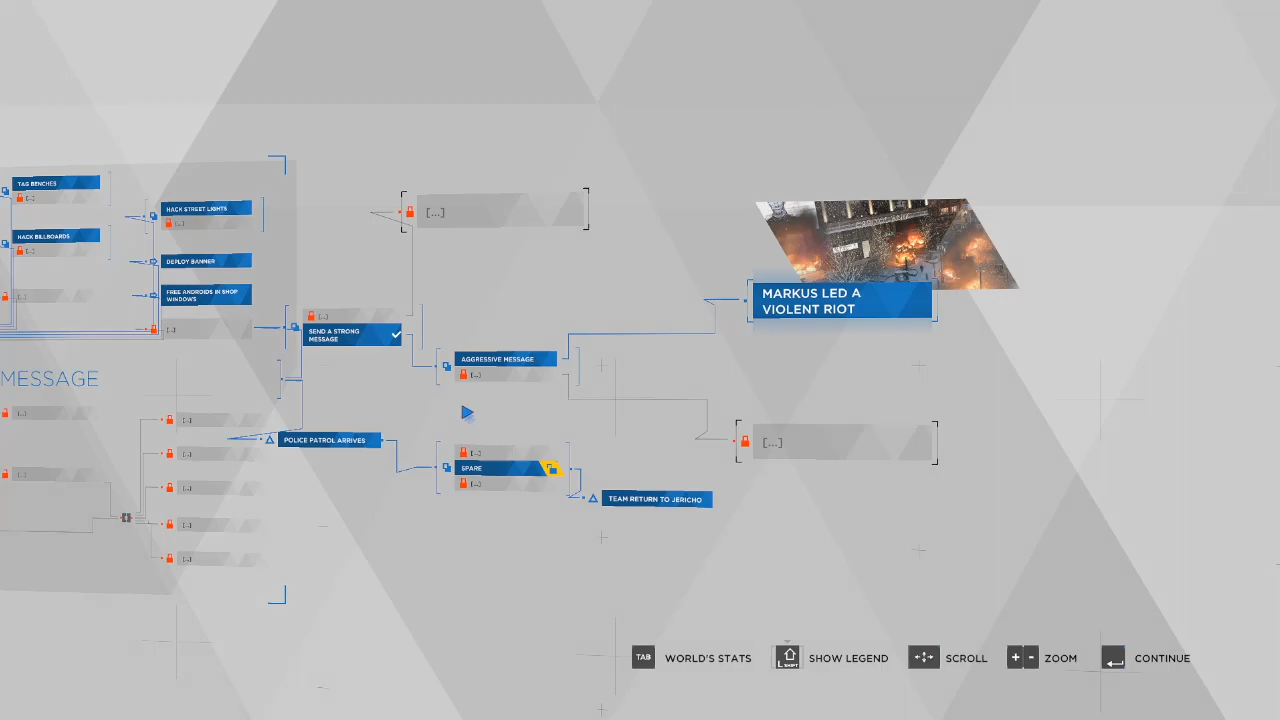 TAG BENCHES
[...]
HACK STREET LIGHTS
[...]
HACK BILLBOARDS
[...]
DEPLOY BANNER
[...]
FREE ANDROIDS IN SHOP
WINDOWS
[...]
[...]
[...]
SEND A STRONG
MESSAGE
MARKUS LED A
VIOLENT RIOT
AGGRESSIVE MESSAGE
[...]
MESSAGE
[...]
[...]
POLICE PATROL ARRIVES
[...]
[...]
[...]
SPARE
[...]
[...]
[...]
TEAM RETURN TO JERICHO
[...]
[...]
TAB WORLD'S STATS
L SHIFT SHOW LEGEND
SCROLL
+ - ZOOM
CONTINUE